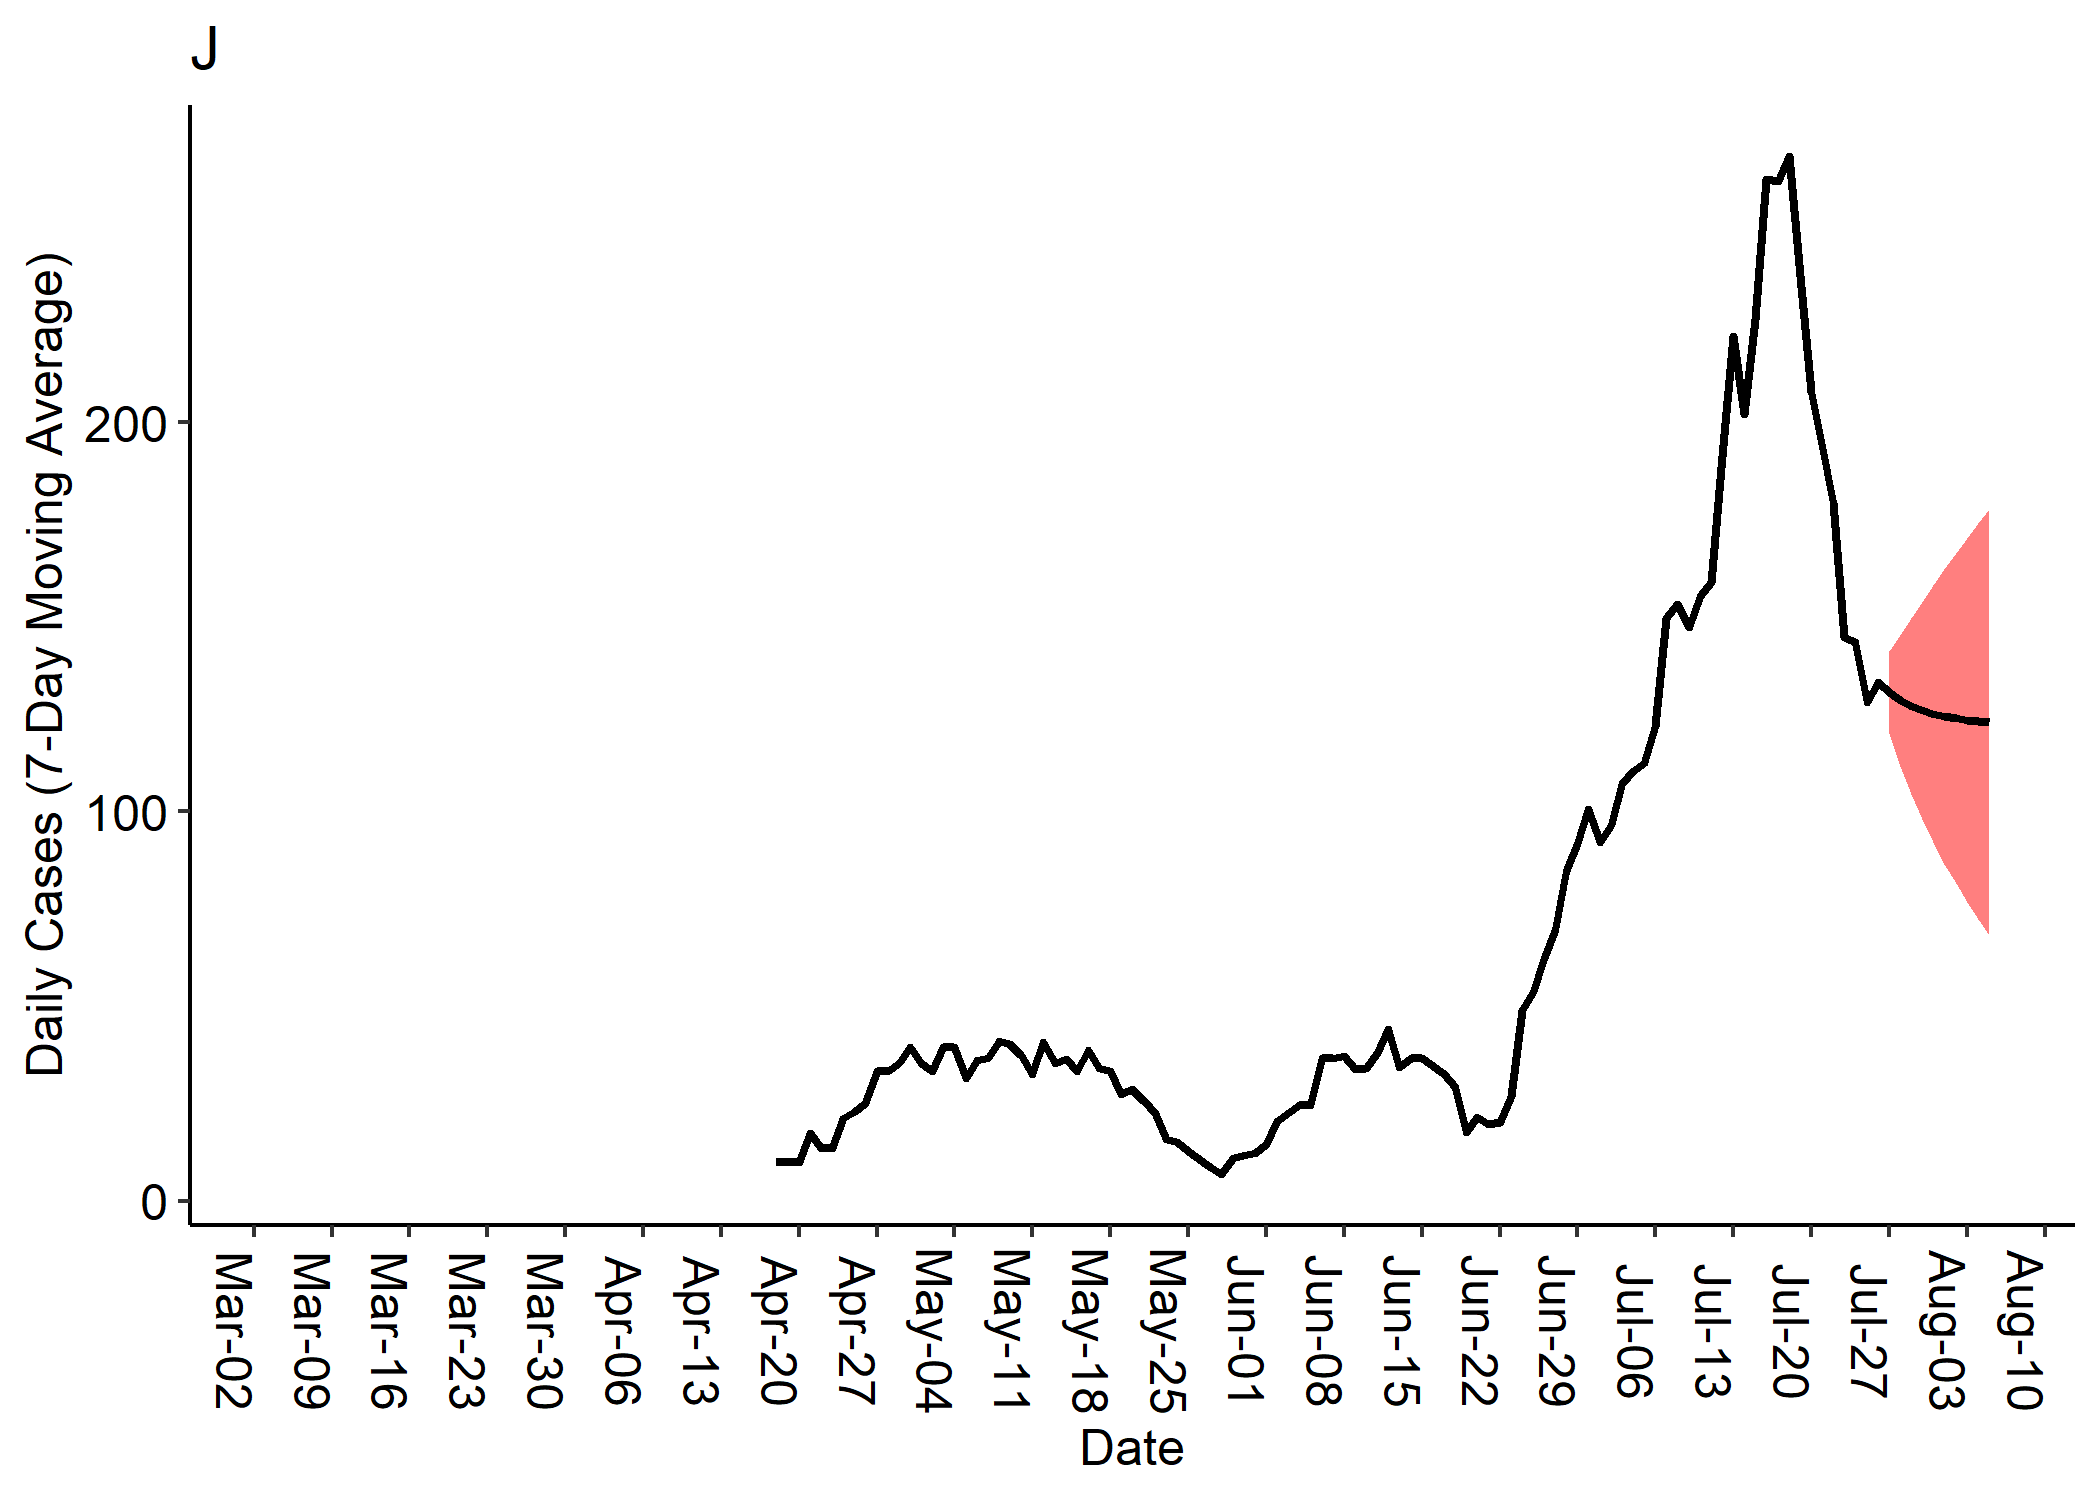 J
Daily Cases (7-Day Moving Average)
200
100
0
Mar-02
Mar-09
Mar-16
Mar-23
Mar-30
Apr-06
Apr-13
Apr-20
Apr-27
May-04
May-11
May-18
May-25
Jun-01
Jun-08
Jun-15
Jun-22
Jun-29
Jul-06
Jul-13
Jul-20
Jul-27
Aug-03
Aug-10
Date